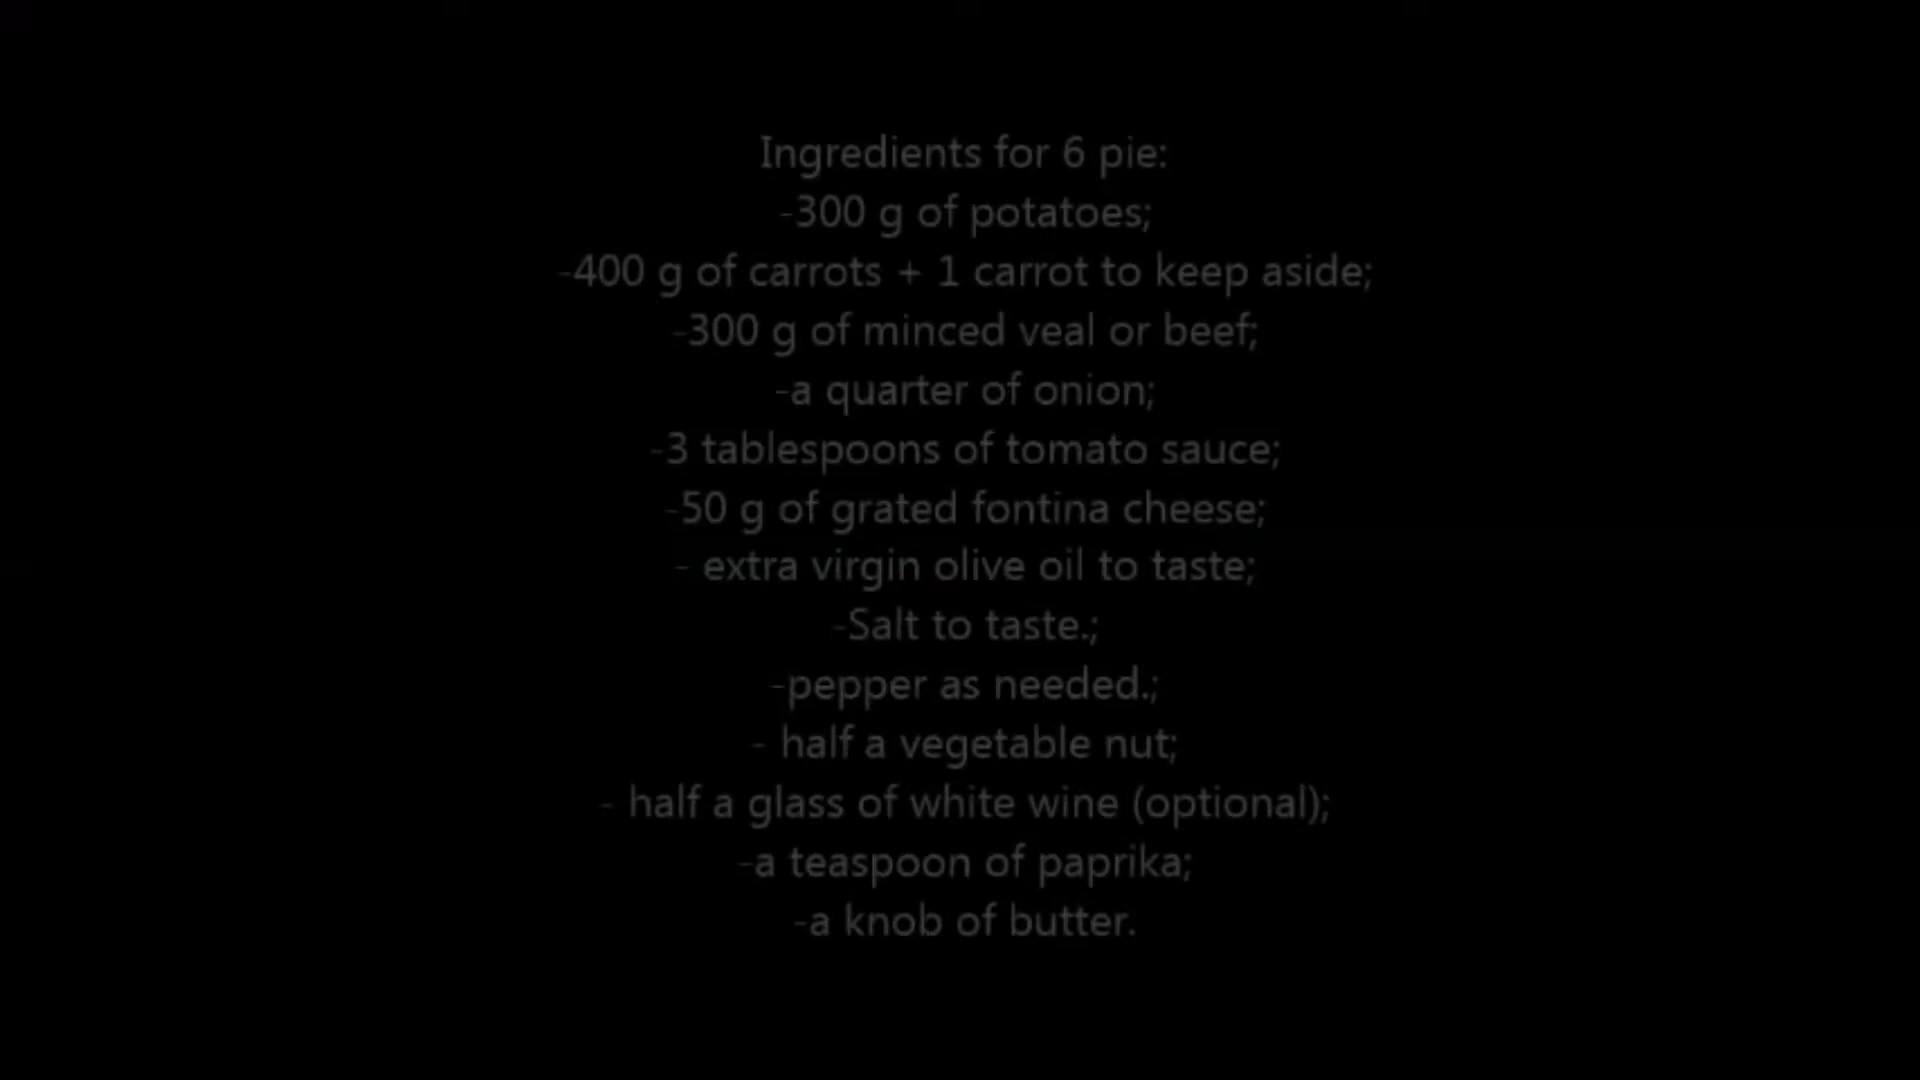 Ingredients for 6 pie:
-300 g of potatoes;
-400 g of carrots + 1 carrot to keep aside;
-300 g of minced veal or beef;
-a quarter of onion;
-3 tablespoons of tomato sauce;
-50 g of grated fontina cheese;
- extra virgin olive oil to taste;
-Salt to taste.;
-pepper as needed.;
- half a vegetable nut;
- half a glass of white wine (optional);
-a teaspoon of paprika;
-a knob of butter.